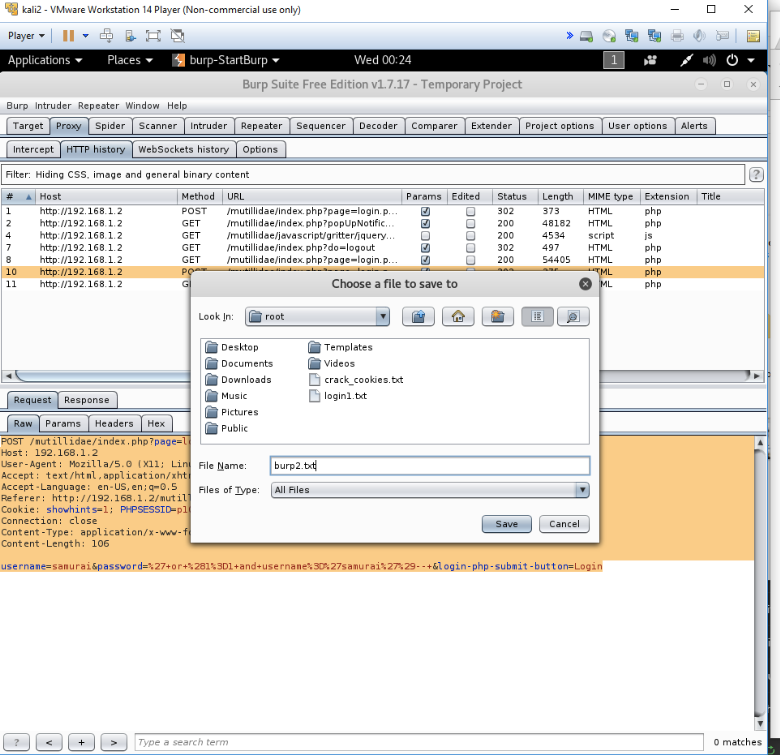 kali2 - VMware Workstation 14 Player (Non-commercial use only)
Player
Applications Places burp-StartBurp Wed 00:24 1
Burp Suite Free Edition v1.7.17 - Temporary Project
Burp Intruder Repeater Window Help
Target Proxy Spider Scanner Intruder Repeater Sequencer Decoder Comparer Extender Project options User options Alerts
Intercept HTTP history WebSockets history Options
Filter: Hiding CSS, image and general binary content ?
# Host Method URL Params Edited Status Length MIME type Extension Title
1 http://192.168.1.2 POST /mutillidae/index.php?page=login.p... 302 373 HTML php
2 http://192.168.1.2 GET /mutillidae/index.php?popUpNotific... 200 48182 HTML php
4 http://192.168.1.2 GET /mutillidae/javascript/gritter/jquery... 200 4534 script js
7 http://192.168.1.2 GET /mutillidae/index.php?do=logout 302 497 HTML php
8 http://192.168.1.2 GET /mutillidae/index.php?page=login.p... 200 54405 HTML php
10 http://192.168.1.2 HTML php
11 http://192.168.1.2 HTML php
Choose a file to save to
Look In: root
Desktop Templates
Documents Videos
Downloads crack_cookies.txt
Music login1.txt
Pictures
Public
File Name: burp2.txt
Files of Type: All Files
Save Cancel
Request Response
Raw Params Headers Hex
POST /mutillidae/index.php?page=l
Host: 192.168.1.2
User-Agent: Mozilla/5.0 (X11; Lin
Accept: text/html,application/xht
Accept-Language: en-US,en;q=0.5
Referer: http://192.168.1.2/mutill
Cookie: showhints=1; PHPSESSID=p1
Connection: close
Content-Type: application/x-www-f
Content-Length: 106
username=samurai&password=%27+or+%281%3D1+and+username%3D%27samurai%27%29--+&login-php-submit-button=Login
? < + > Type a search term 0 matches